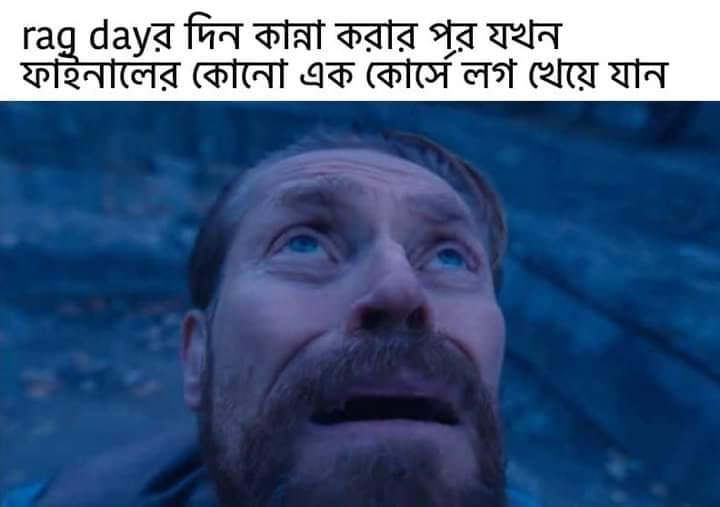 rag dayর দিন কান্না করার পর যখন
ফাইনালের কোনো এক কোর্সে লগ খেয়ে যান